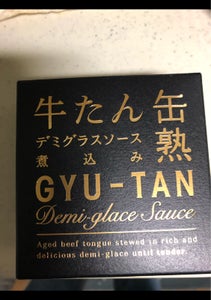 牛たん缶
デミグラスソース
煮込み 熟
GYU-TAN
Demi-glace Sauce
Aged beef tongue stewed in rich and
delicious demi-glace until tender.